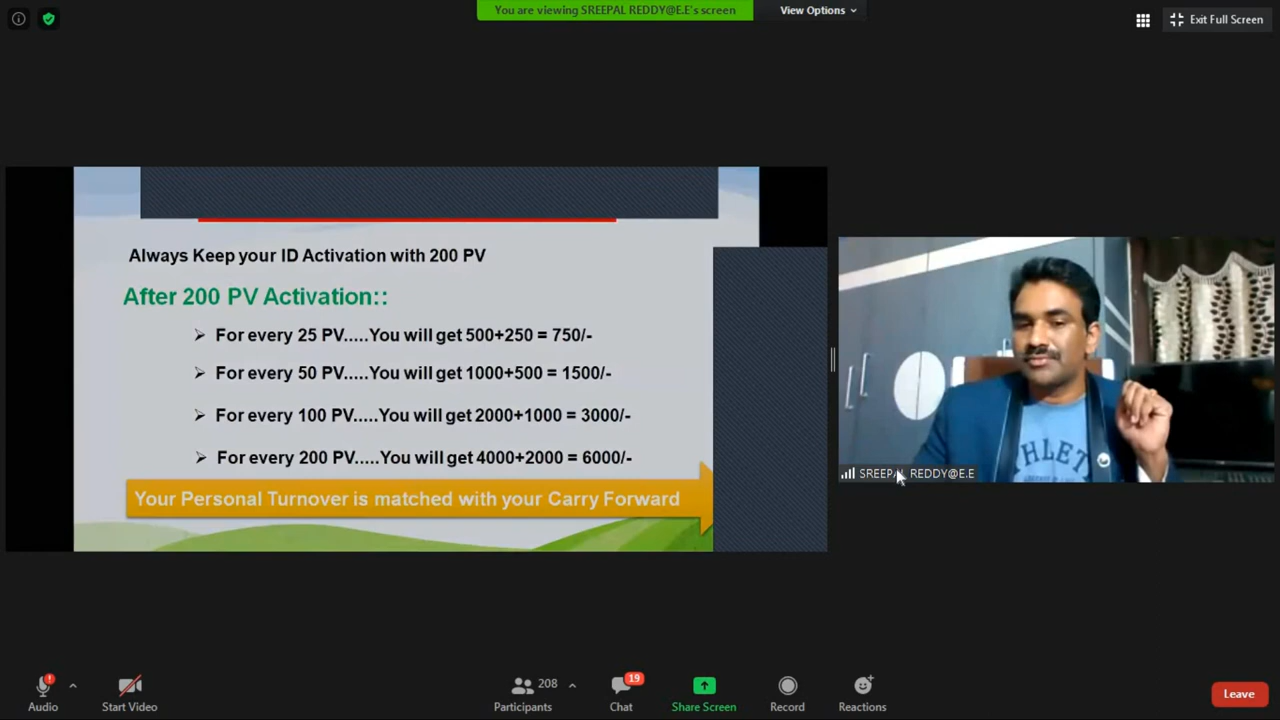 You are viewing SREEPAL REDDY@E.E's screen
View Options
Exit Full Screen
Always Keep your ID Activation with 200 PV
After 200 PV Activation::
For every 25 PV.....You will get 500+250 = 750/-
For every 50 PV.....You will get 1000+500 = 1500/-
For every 100 PV.....You will get 2000+1000 = 3000/-
For every 200 PV.....You will get 4000+2000 = 6000/-
Your Personal Turnover is matched with your Carry Forward
THLET
SREEPAL REDDY@E.E
208
19
Audio
Start Video
Participants
Chat
Share Screen
Record
Reactions
Leave